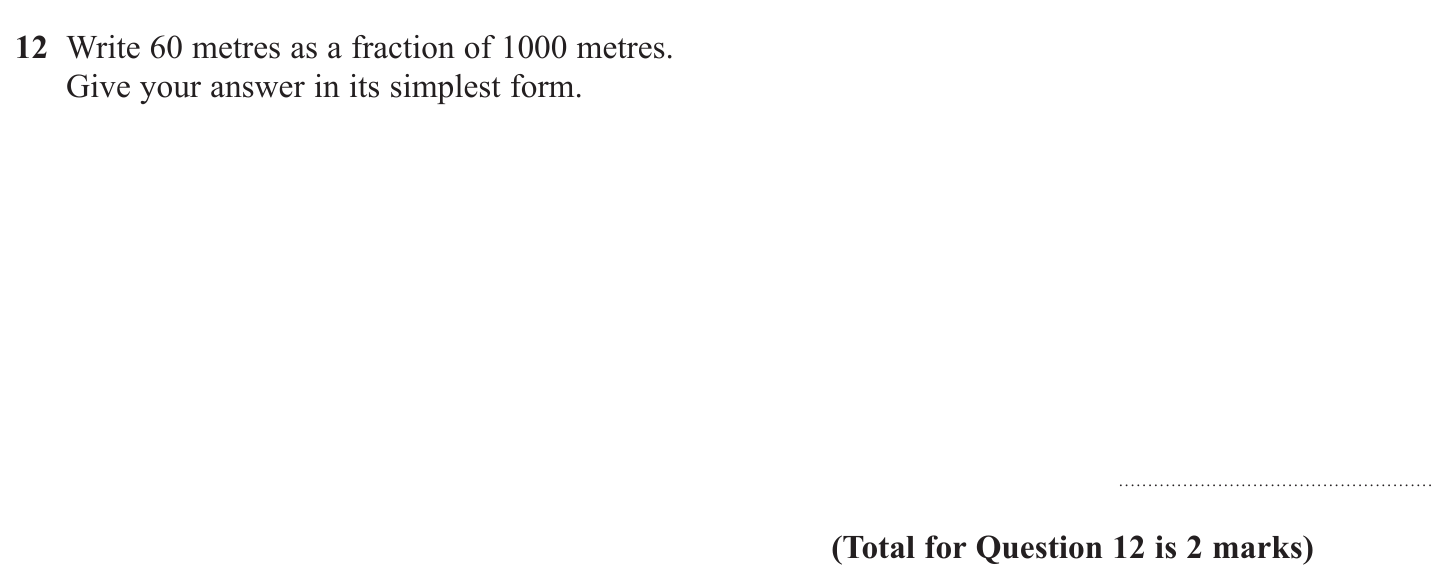 12 Write 60 metres as a fraction of 1000 metres.
Give your answer in its simplest form.
(Total for Question 12 is 2 marks)